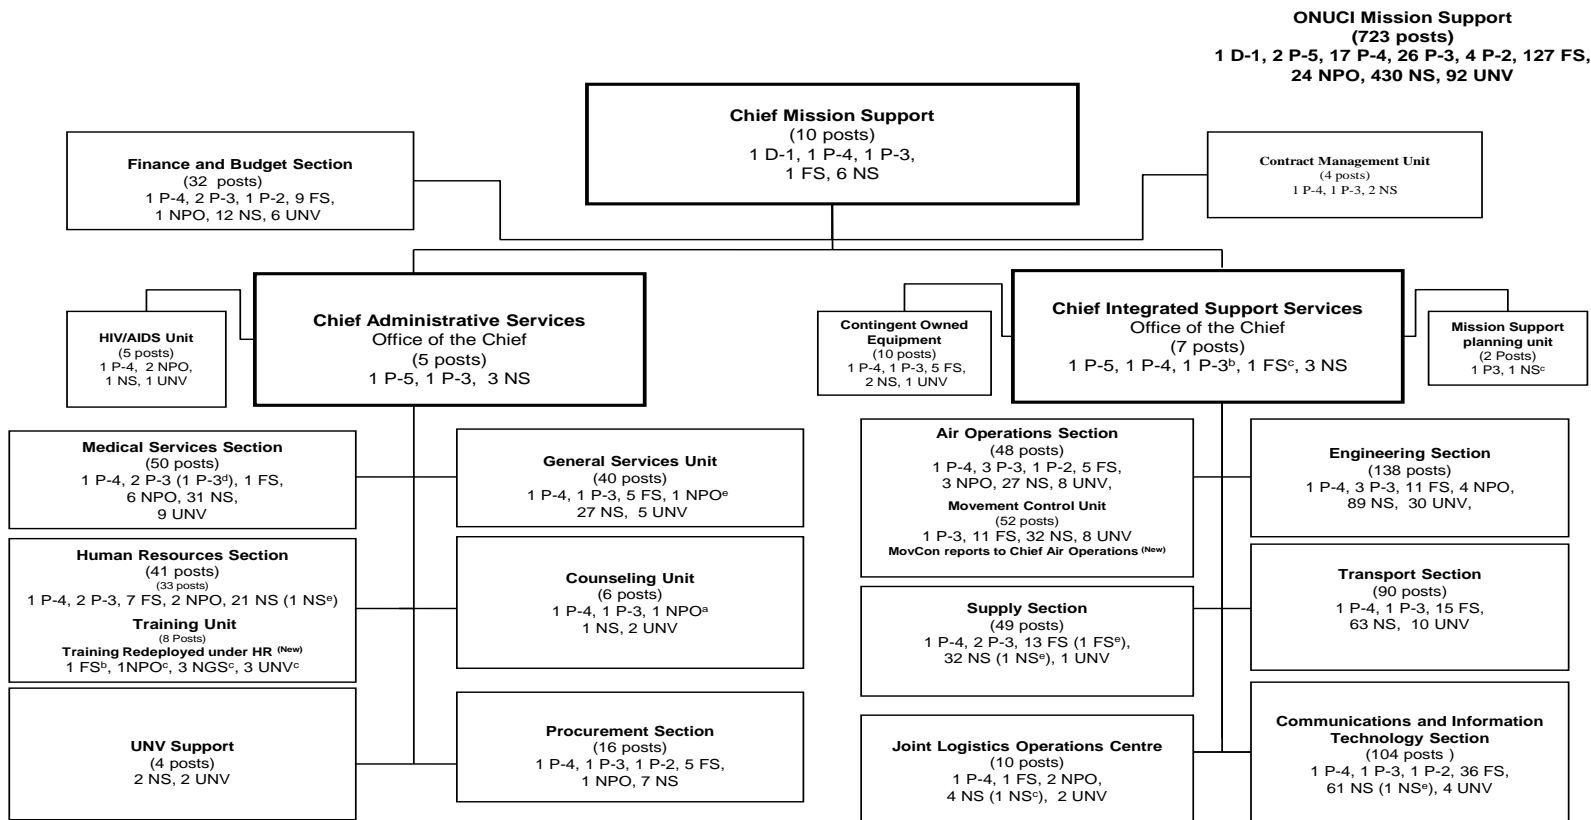 ONUCI Mission Support
(723 posts)
1 D-1, 2 P-5, 17 P-4, 26 P-3, 4 P-2, 127 FS,
24 NPO, 430 NS, 92 UNV
Chief Mission Support
(10 posts)
1 D-1, 1 P-4, 1 P-3,
1 FS, 6 NS
Finance and Budget Section
(32 posts)
1 P-4, 2 P-3, 1 P-2, 9 FS,
1 NPO, 12 NS, 6 UNV
Contract Management Unit
(4 posts)
1 P-4, 1 P-3, 2 NS
HIV/AIDS Unit
(5 posts)
1 P-4, 2 NPO,
1 NS, 1 UNV
Chief Administrative Services
Office of the Chief
(5 posts)
1 P-5, 1 P-3, 3 NS
Contingent Owned
Equipment
(10 posts)
1 P-4, 1 P-3, 5 FS,
2 NS, 1 UNV
Chief Integrated Support Services
Office of the Chief
(7 posts)
1 P-5, 1 P-4, 1 P-3ᵇ, 1 FSᶜ, 3 NS
Mission Support
planning unit
(2 Posts)
1 P3, 1 NSᶜ
Medical Services Section
(50 posts)
1 P-4, 2 P-3 (1 P-3ᵈ), 1 FS,
6 NPO, 31 NS,
9 UNV
General Services Unit
(40 posts)
1 P-4, 1 P-3, 5 FS, 1 NPOᵉ
27 NS, 5 UNV
Air Operations Section
(48 posts)
1 P-4, 3 P-3, 1 P-2, 5 FS,
3 NPO, 27 NS, 8 UNV,
Movement Control Unit
(52 posts)
1 P-3, 11 FS, 32 NS, 8 UNV
MovCon reports to Chief Air Operations (New)
Engineering Section
(138 posts)
1 P-4, 3 P-3, 11 FS, 4 NPO,
89 NS, 30 UNV,
Human Resources Section
(41 posts)
(33 posts)
1 P-4, 2 P-3, 7 FS, 2 NPO, 21 NS (1 NSᵉ)
Training Unit
(8 Posts)
Training Redeployed under HR (New)
1 FSᵇ, 1NPOᶜ, 3 NGSᶜ, 3 UNVᶜ
Counseling Unit
(6 posts)
1 P-4, 1 P-3, 1 NPOᵃ
1 NS, 2 UNV
Supply Section
(49 posts)
1 P-4, 2 P-3, 13 FS (1 FSᵉ),
32 NS (1 NSᵉ), 1 UNV
Transport Section
(90 posts)
1 P-4, 1 P-3, 15 FS,
63 NS, 10 UNV
UNV Support
(4 posts)
2 NS, 2 UNV
Procurement Section
(16 posts)
1 P-4, 1 P-3, 1 P-2, 5 FS,
1 NPO, 7 NS
Joint Logistics Operations Centre
(10 posts)
1 P-4, 1 FS, 2 NPO,
4 NS (1 NSᶜ), 2 UNV
Communications and Information
Technology Section
(104 posts )
1 P-4, 1 P-3, 1 P-2, 36 FS,
61 NS (1 NSᵉ), 4 UNV